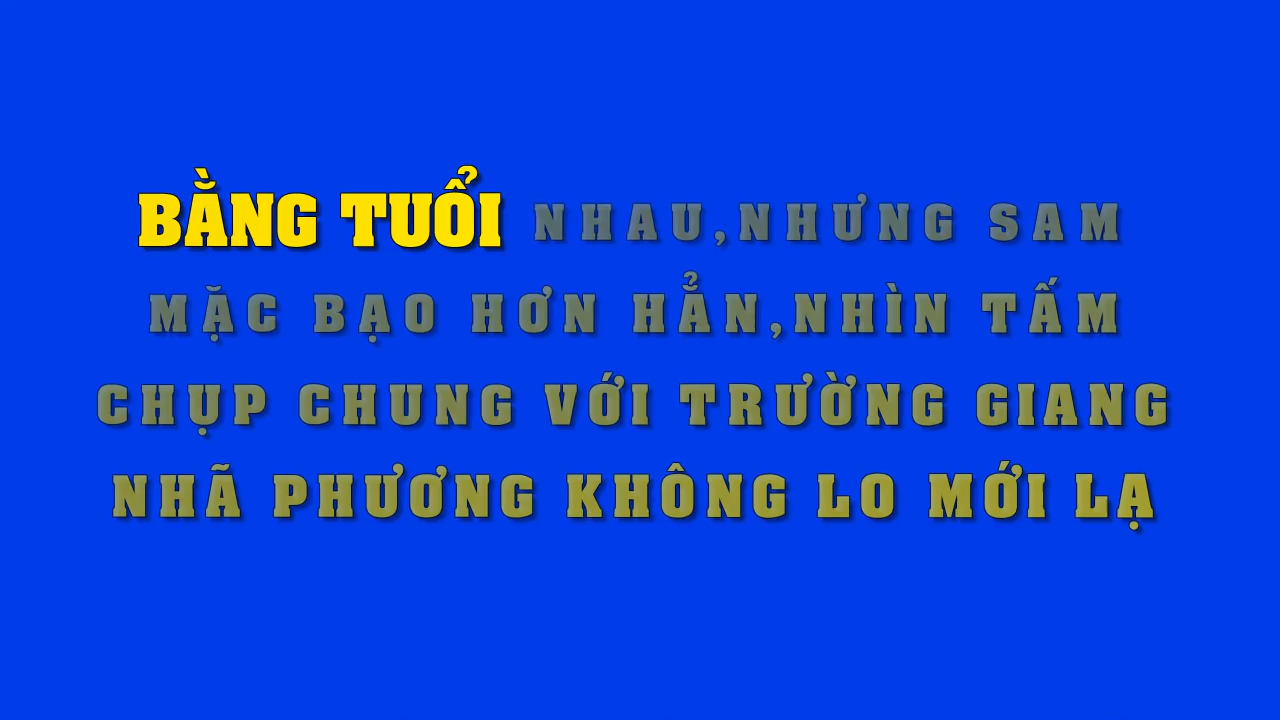 BẰNG TUỔI NHAU,NHƯNG SAM
MẶC BẠO HƠN HẲN,NHÌN TẤM
CHỤP CHUNG VỚI TRƯỜNG GIANG
NHÃ PHƯƠNG KHÔNG LO MỚI LẠ